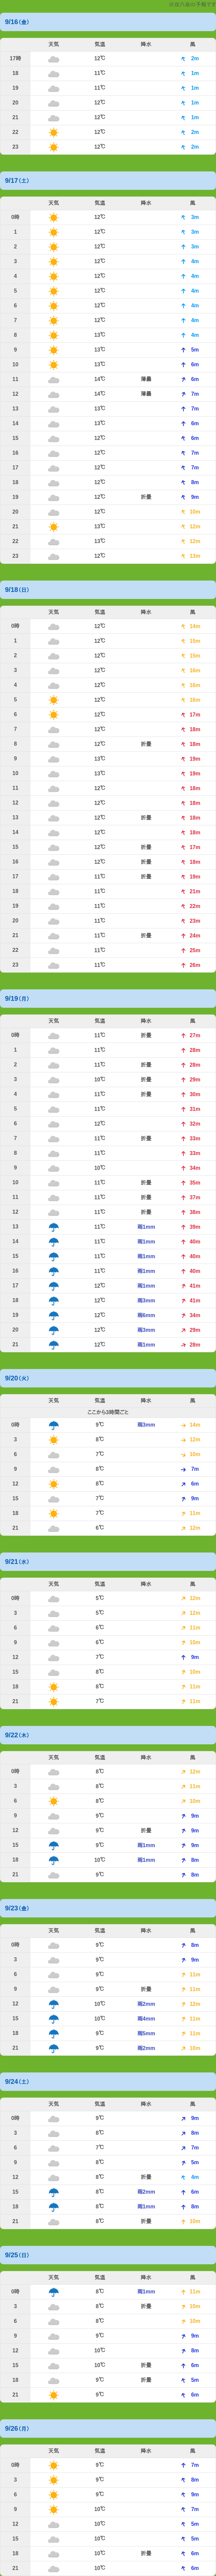 9/16(金)
天気 気温 降水 風
17時 12℃ 2m
18 11℃ 1m
19 11℃ 1m
20 12℃ 1m
21 12℃ 1m
22 12℃ 2m
23 12℃ 2m
9/17(土)
天気 気温 降水 風
0時 12℃ 3m
1 12℃ 3m
2 12℃ 3m
3 12℃ 4m
4 12℃ 4m
5 12℃ 4m
6 12℃ 4m
7 12℃ 4m
8 13℃ 4m
9 13℃ 5m
10 13℃ 6m
11 14℃ 薄曇 6m
12 14℃ 薄曇 7m
13 13℃ 7m
14 13℃ 6m
15 12℃ 6m
16 12℃ 7m
17 12℃ 7m
18 12℃ 8m
19 12℃ 折曇 9m
20 12℃ 10m
21 13℃ 12m
22 13℃ 12m
23 12℃ 13m
9/18(日)
天気 気温 降水 風
0時 12℃ 14m
1 12℃ 15m
2 12℃ 15m
3 12℃ 16m
4 12℃ 16m
5 12℃ 16m
6 12℃ 17m
7 12℃ 18m
8 12℃ 折曇 18m
9 13℃ 19m
10 13℃ 19m
11 12℃ 18m
12 12℃ 18m
13 12℃ 折曇 18m
14 12℃ 18m
15 12℃ 折曇 17m
16 12℃ 折曇 18m
17 11℃ 折曇 19m
18 11℃ 21m
19 11℃ 22m
20 11℃ 23m
21 11℃ 折曇 24m
22 11℃ 25m
23 11℃ 26m
9/19(月)
天気 気温 降水 風
0時 11℃ 折曇 27m
1 11℃ 28m
2 11℃ 折曇 28m
3 10℃ 折曇 29m
4 11℃ 折曇 30m
5 11℃ 31m
6 12℃ 32m
7 11℃ 折曇 33m
8 11℃ 33m
9 10℃ 34m
10 11℃ 折曇 35m
11 11℃ 折曇 37m
12 11℃ 折曇 38m
13 11℃ 雨1mm 39m
14 11℃ 雨1mm 40m
15 11℃ 雨1mm 40m
16 11℃ 雨1mm 40m
17 12℃ 雨1mm 41m
18 12℃ 雨3mm 41m
19 12℃ 雨6mm 34m
20 12℃ 雨3mm 29m
21 12℃ 雨1mm 28m
9/20(火)
天気 気温 降水 風
ここから3時間ごと
0時 9℃ 雨3mm 14m
3 8℃ 12m
6 7℃ 10m
9 8℃ 7m
12 8℃ 6m
15 7℃ 9m
18 7℃ 11m
21 6℃ 12m
9/21(水)
天気 気温 降水 風
0時 5℃ 12m
3 5℃ 12m
6 6℃ 11m
9 6℃ 10m
12 7℃ 9m
15 8℃ 10m
18 8℃ 11m
21 7℃ 11m
9/22(木)
天気 気温 降水 風
0時 8℃ 12m
3 8℃ 11m
6 8℃ 10m
9 9℃ 9m
12 9℃ 折曇 9m
15 9℃ 雨1mm 9m
18 10℃ 雨1mm 8m
21 9℃ 8m
9/23(金)
天気 気温 降水 風
0時 9℃ 8m
3 9℃ 9m
6 9℃ 11m
9 9℃ 折曇 11m
12 10℃ 雨2mm 12m
15 10℃ 雨4mm 11m
18 9℃ 雨5mm 11m
21 9℃ 雨2mm 10m
9/24(土)
天気 気温 降水 風
0時 9℃ 9m
3 8℃ 8m
6 7℃ 7m
9 8℃ 5m
12 8℃ 折曇 4m
15 8℃ 雨2mm 6m
18 8℃ 雨1mm 8m
21 8℃ 折曇 10m
9/25(日)
天気 気温 降水 風
0時 8℃ 雨1mm 11m
3 8℃ 折曇 10m
6 8℃ 10m
9 9℃ 9m
12 10℃ 8m
15 10℃ 折曇 6m
18 9℃ 折曇 5m
21 9℃ 6m
9/26(月)
天気 気温 降水 風
0時 9℃ 7m
3 9℃ 8m
6 9℃ 9m
9 10℃ 7m
12 10℃ 5m
15 10℃ 5m
18 10℃ 折曇 6m
21 10℃ 6m